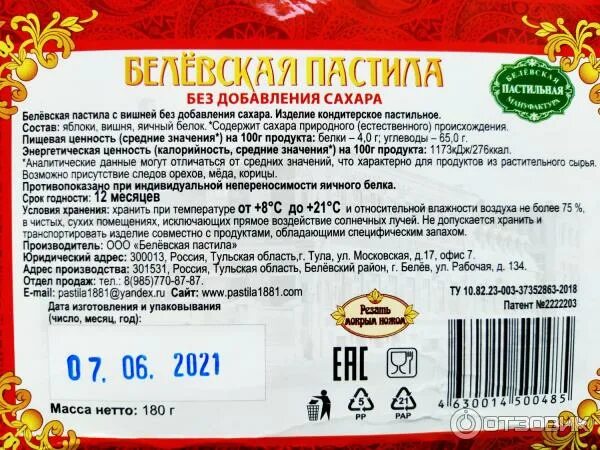 БЕЛЁВСКАЯ ПАСТИЛА
БЕЗ ДОБАВЛЕНИЯ САХАРА
БЕЛЁВСКАЯ
ПАСТИЛЬНАЯ
МАНУФАКТУРА
Белёвская пастила с вишней без добавления сахара. Изделие кондитерское пастильное.
Состав: яблоки, вишня, яичный белок. *Содержит сахара природного (естественного) происхождения.
Пищевая ценность (средние значения*) на 100г продукта: белки – 4,0 г; углеводы – 65,0 г.
Энергетическая ценность (калорийность, средние значения*) на 100г продукта: 1173кДж/276ккал.
*Аналитические данные могут отличаться от средних значений, что характерно для продуктов из растительного сырья.
Возможно присутствие следов орехов, мёда, корицы.
Противопоказано при индивидуальной непереносимости яичного белка.
Срок годности: 12 месяцев
Условия хранения: хранить при температуре от +8°С до +21°С и относительной влажности воздуха не более 75 %,
в чистых, сухих помещениях, исключающих прямое воздействие солнечных лучей. Не допускается хранить и
транспортировать изделие совместно с продуктами, обладающими специфическим запахом.
Производитель: ООО «Белёвская пастила»
Юридический адрес: 300013, Россия, Тульская область,г. Тула, ул. Московская, д.17, офис 7.
Адрес производства: 301531, Россия, Тульская область, Белёвский район, г. Белёв, ул. Рабочая, д. 134.
Отдел продаж: тел.: 8(985)770-87-87.
E-mail: pastila1881@yandex.ru Сайт: www.pastila1881.com
ТУ 10.82.23-003-37352863-2018
Патент №2222203
Дата изготовления и упаковывания
(число, месяц, год):
07. 06. 2021
Резать
мокрым ножом
EAC
5
PP
21
PAP
Масса нетто: 180 г
4630014500485
ОТЗОВИК